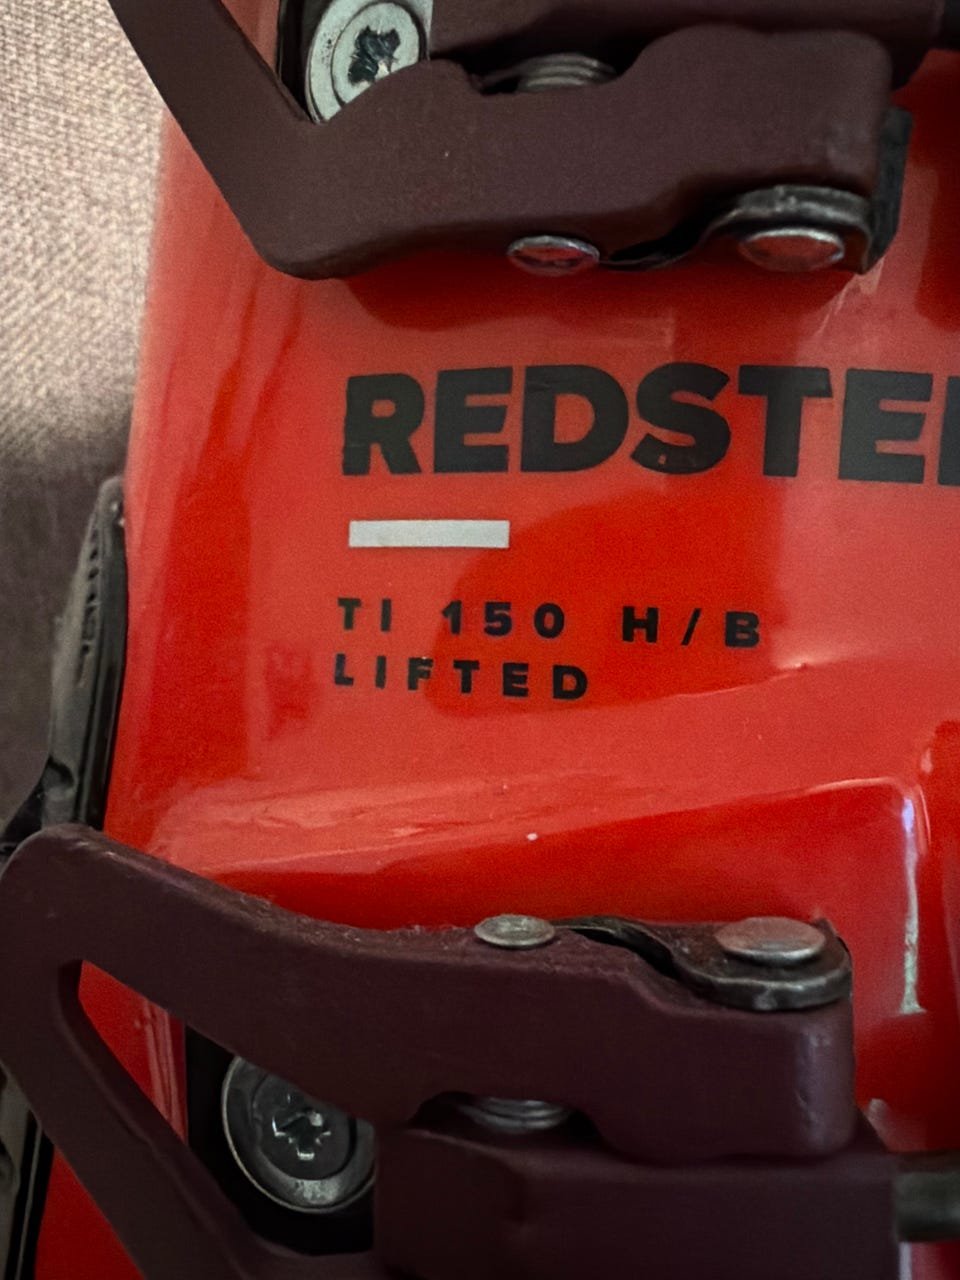 REDSTE
TI 150 H/B
LIFTED